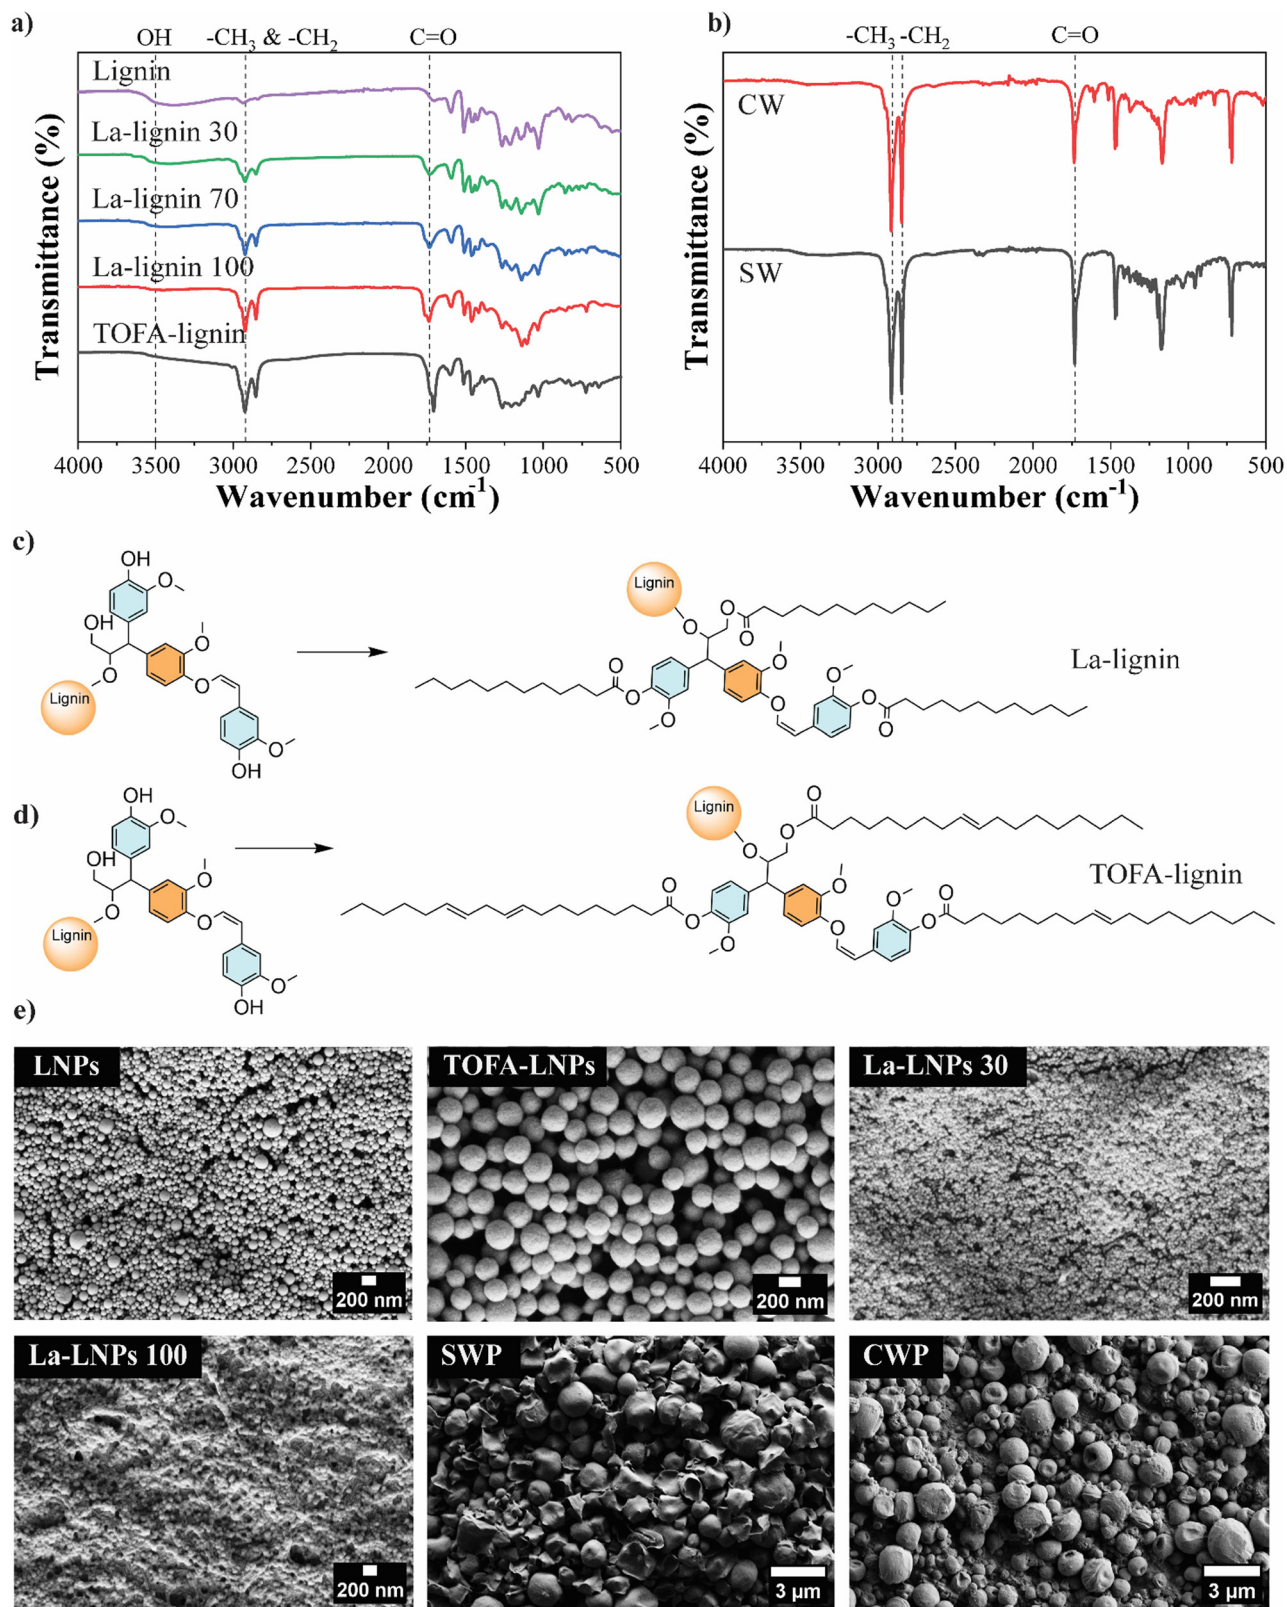 a)
OH -CH3 & -CH2 C=O
Lignin
La-lignin 30
La-lignin 70
La-lignin 100
TOFA-lignin
Transmittance (%)
4000 3500 3000 2500 2000 1500 1000 500
Wavenumber (cm-1)
b)
-CH3 -CH2 C=O
CW
SW
Transmittance (%)
4000 3500 3000 2500 2000 1500 1000 500
Wavenumber (cm-1)
c)
OH
O
OH
O
O
Lignin
O
O
OH
Lignin
O
O
O
O
O
O
O
O
O
O
O
La-lignin
d)
OH
O
OH
O
O
Lignin
O
O
OH
Lignin
O
O
O
O
O
O
O
O
O
O
O
TOFA-lignin
e)
LNPs
200 nm
TOFA-LNPs
200 nm
La-LNPs 30
200 nm
La-LNPs 100
200 nm
SWP
3 µm
CWP
3 µm